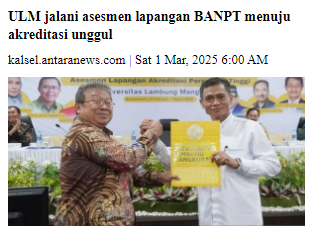 ULM jalani asesmen lapangan BANPT menuju
akreditasi unggul
kalsel.antaranews.com | Sat 1 Mar, 2025 6:00 AM
Asesmen Lapangan Akreditasi Perguruan Tinggi
Universitas Lambung Mang